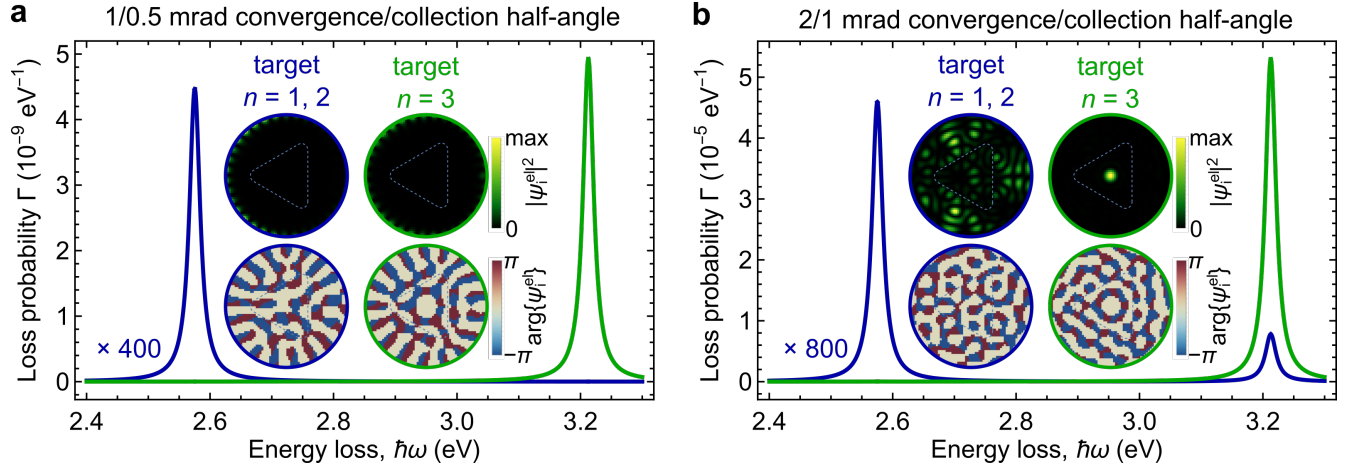 a
1/0.5 mrad convergence/collection half-angle
Loss probability Γ (10⁻⁹ eV⁻¹)
5
4
3
2
1
0
target
n = 1, 2
target
n = 3
max
0
|ψᵢᵉˡ|²
π
−π
arg{ψᵢᵉˡ}
× 400
2.4
2.6
2.8
3.0
3.2
Energy loss, ℏω (eV)
b
2/1 mrad convergence/collection half-angle
Loss probability Γ (10⁻⁵ eV⁻¹)
5
4
3
2
1
0
target
n = 1, 2
target
n = 3
max
0
|ψᵢᵉˡ|²
π
−π
arg{ψᵢᵉˡ}
× 800
2.4
2.6
2.8
3.0
3.2
Energy loss, ℏω (eV)